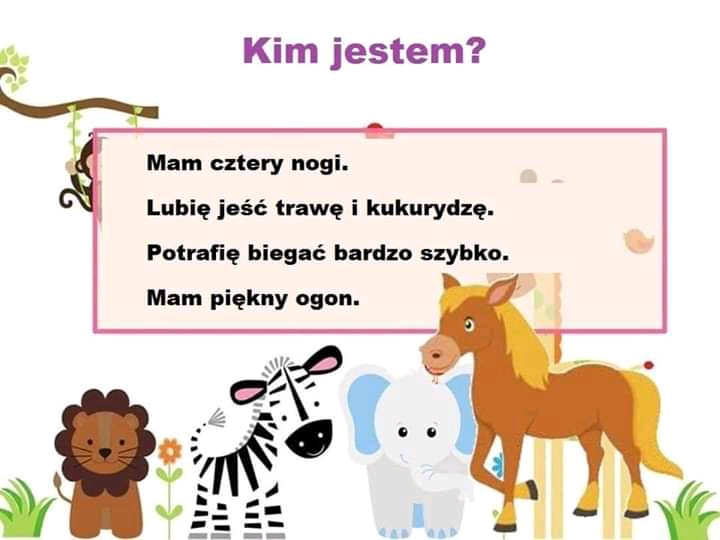 Kim jestem?
Mam cztery nogi.
Lubię jeść trawę i kukurydzę.
Potrafię biegać bardzo szybko.
Mam piękny ogon.